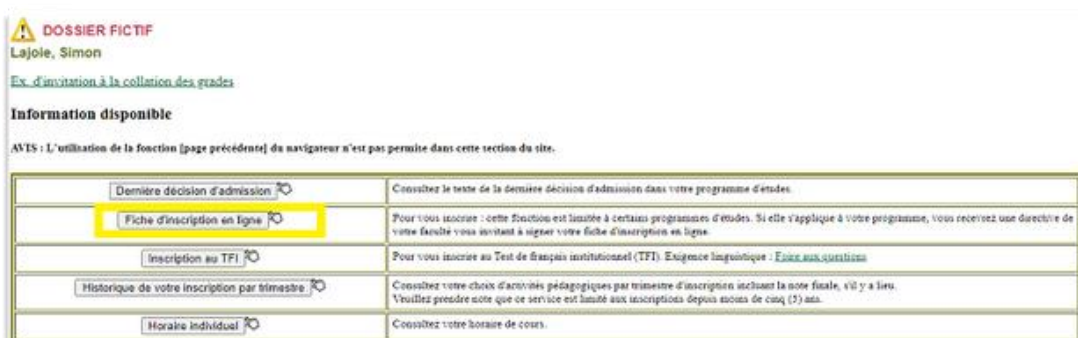 DOSSIER FICTIF
Lajoie, Simon
Ex. d'invitation à la collation des grades
Information disponible
AVIS : L'utilisation de la fonction [page précédente] du navigateur n'est pas permise dans cette section du site.
Dernière décision d'admission
Consultez le texte de la dernière décision d'admission dans votre programme d'études.
Fiche d'inscription en ligne
Pour vous inscrire : cette fonction est limitée à certains programmes d'études. Si elle s'applique à votre programme, vous recevrez une directive de
votre faculté vous invitant à signer votre fiche d'inscription en ligne.
Inscription au TFI
Pour vous inscrire au Test de français institutionnel (TFI). Exigence linguistique : Foire aux questions
Historique de votre inscription par trimestre
Consultez votre choix d'activités pédagogiques par trimestre d'inscription incluant la note finale, s'il y a lieu.
Veuillez prendre note que ce service est limité aux inscriptions depuis moins de cinq (5) ans.
Horaire individuel
Consultez votre horaire de cours.